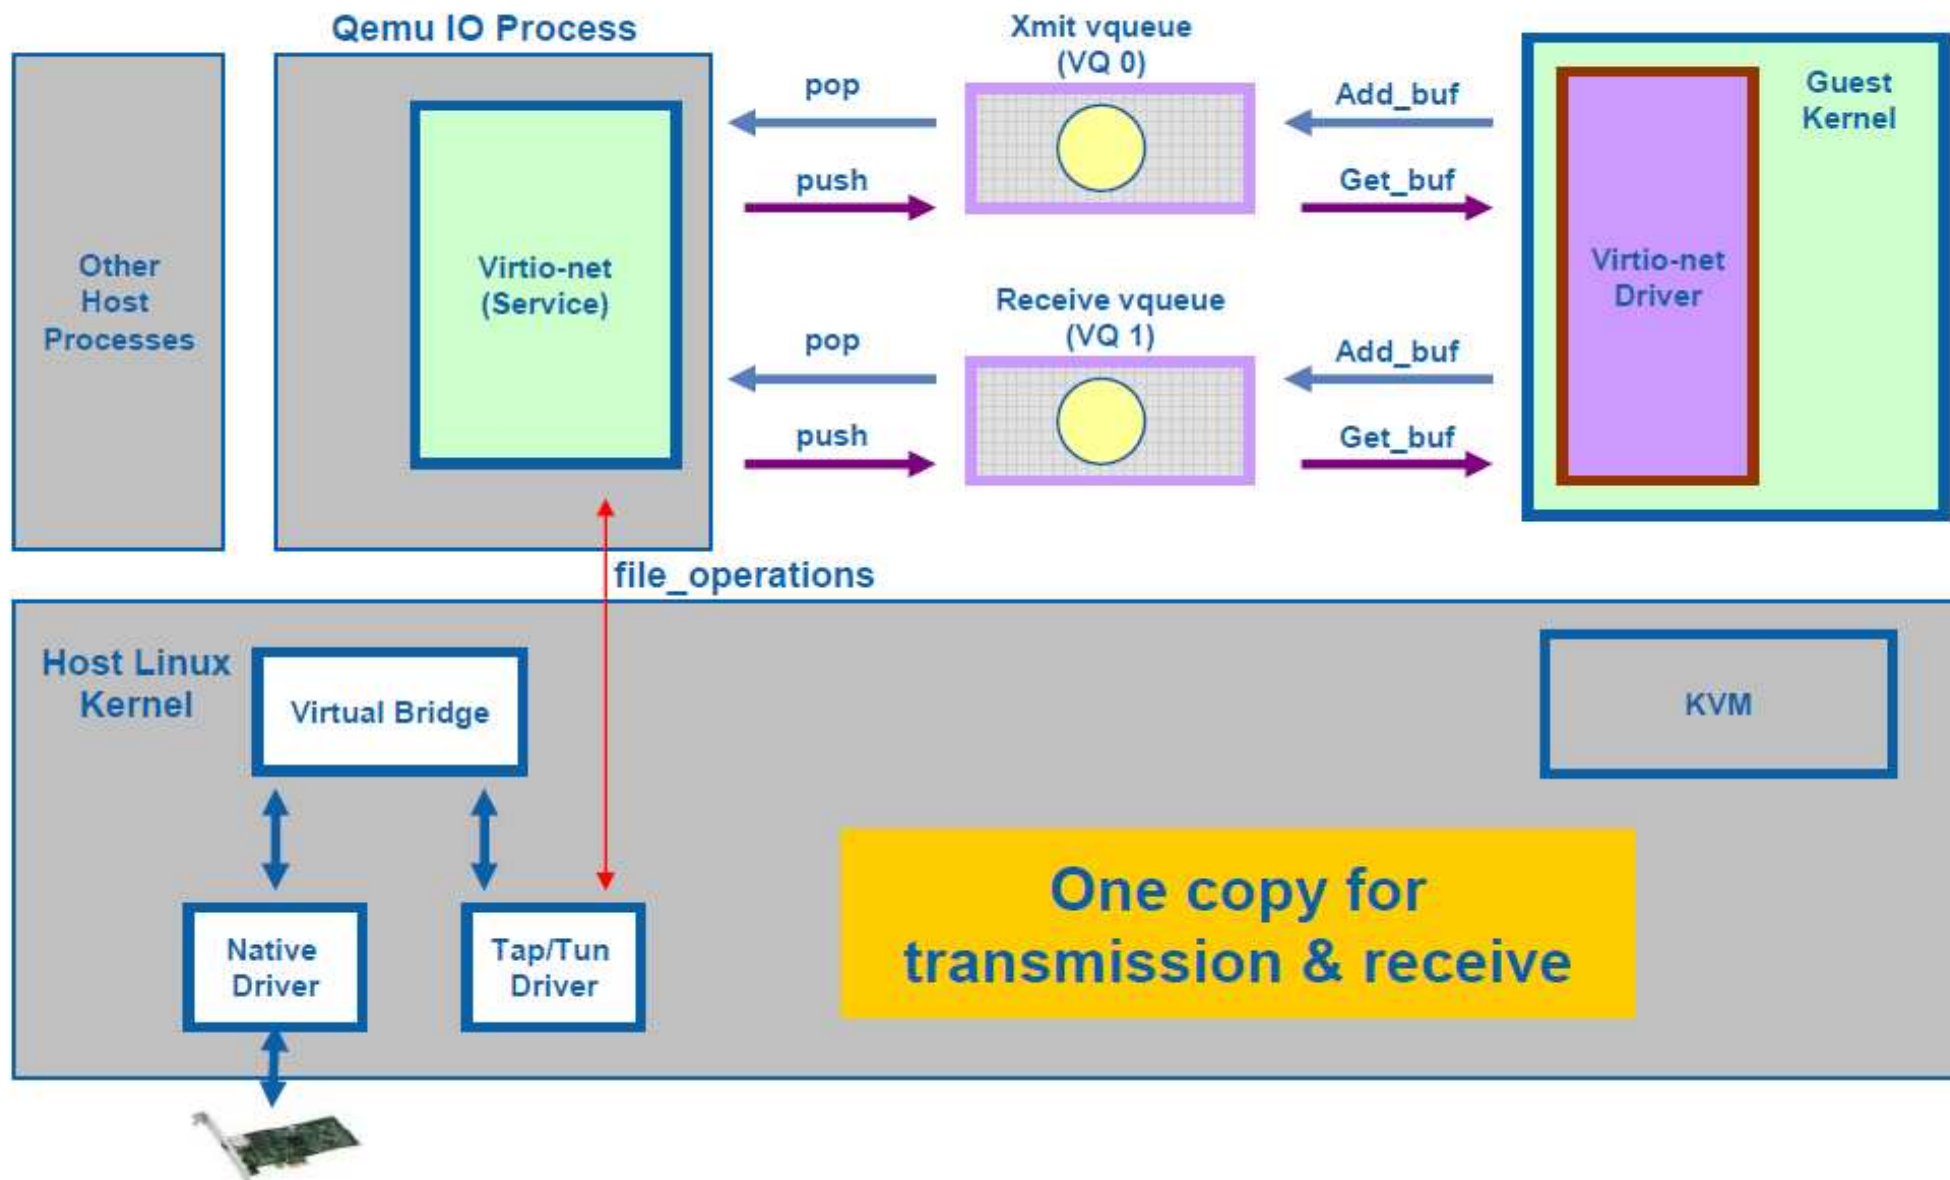 Qemu IO Process
Xmit vqueue
(VQ 0)
pop
Add_buf
Guest
Kernel
push
Get_buf
Other
Host
Processes
Virtio-net
(Service)
Virtio-net
Driver
Receive vqueue
(VQ 1)
pop
Add_buf
push
Get_buf
file_operations
Host Linux
Kernel
Virtual Bridge
KVM
One copy for
transmission & receive
Native
Driver
Tap/Tun
Driver